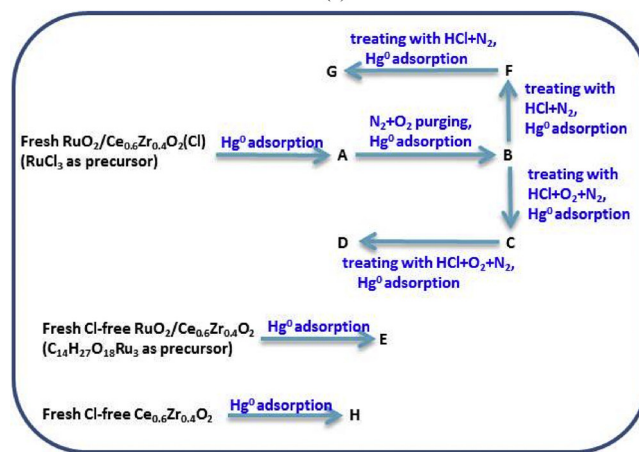 treating with HCl+N₂,
Hg⁰ adsorption
G
F
treating with
HCl+N₂,
Hg⁰ adsorption
N₂+O₂ purging,
Hg⁰ adsorption
Fresh RuO₂/Ce₀.₆Zr₀.₄O₂(Cl)
(RuCl₃ as precursor)
Hg⁰ adsorption
A
B
treating with
HCl+O₂+N₂,
Hg⁰ adsorption
D
C
treating with HCl+O₂+N₂,
Hg⁰ adsorption
Fresh Cl-free RuO₂/Ce₀.₆Zr₀.₄O₂
(C₁₄H₂₇O₁₈Ru₃ as precursor)
Hg⁰ adsorption
E
Fresh Cl-free Ce₀.₆Zr₀.₄O₂
Hg⁰ adsorption
H